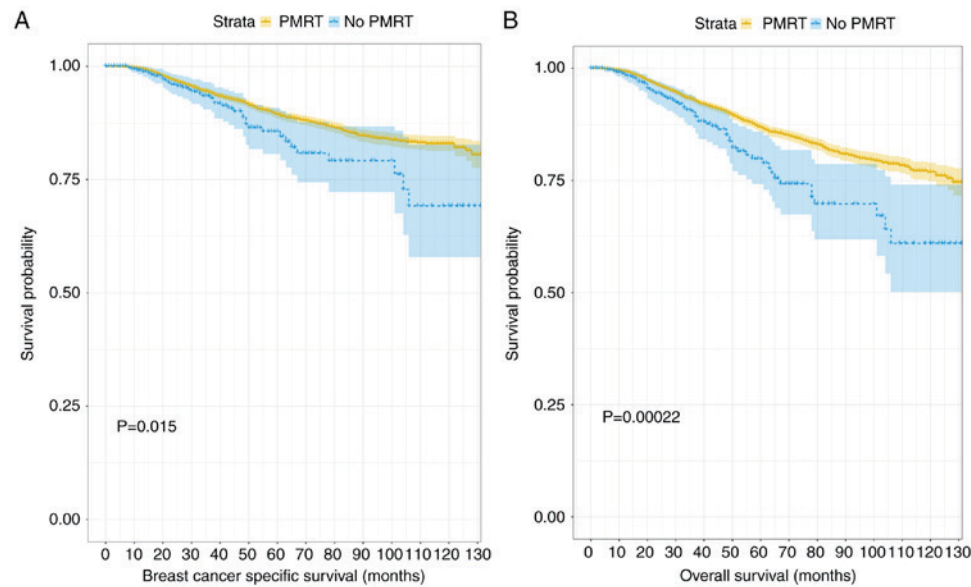 A
Strata PMRT No PMRT
1.00
0.75
0.50
0.25
0.00
Survival probability
P=0.015
0 10 20 30 40 50 60 70 80 90 100 110 120 130
Breast cancer specific survival (months)
B
Strata PMRT No PMRT
1.00
0.75
0.50
0.25
0.00
Survival probability
P=0.00022
0 10 20 30 40 50 60 70 80 90 100 110 120 130
Overall survival (months)